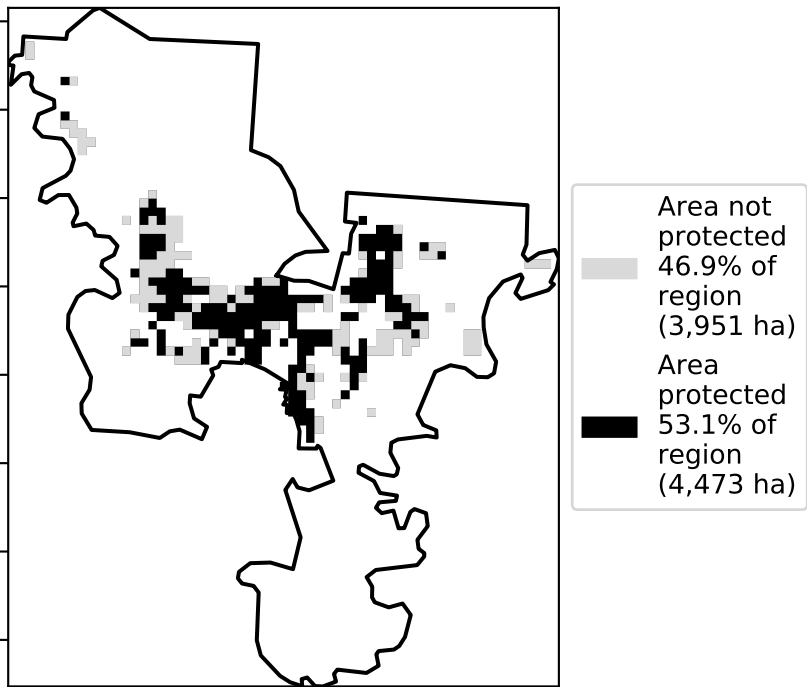 Area not
protected
46.9% of
region
(3,951 ha)
Area
protected
53.1% of
region
(4,473 ha)